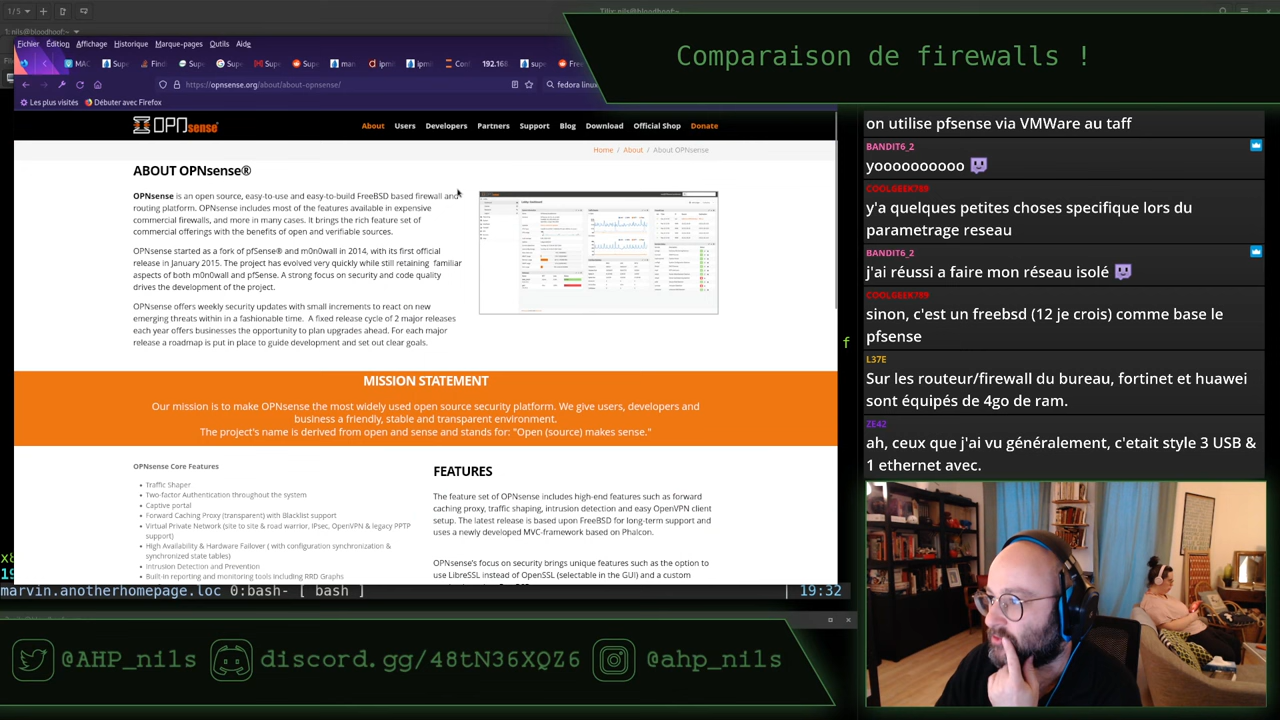 1/5
1: nils@bloodhoof:~
Fichier Édition Affichage Historique Marque-pages Outils Aide
192.168
https://opnsense.org/about/about-opnsense/
fedora linux
Les plus visités Débuter avec Firefox
OPNsense
About Users Developers Partners Support Blog Download Official Shop Donate
Home / About / About OPNsense
ABOUT OPNsense®
OPNsense is an open source, easy-to-use and easy-to-build FreeBSD based firewall and
routing platform. OPNsense includes most of the features available in expensive
commercial firewalls, and more in many cases. It brings the rich feature set of
commercial offerings with the benefits of open and verifiable sources.
OPNsense started as a fork of pfSense® and m0n0wall in 2014, with its first official
release in January 2015. The project has evolved very quickly while still retaining familiar
aspects of both m0n0wall and pfSense. A strong focus on security and code quality
drives the development of the project.
OPNsense offers weekly security updates with small increments to react on new
emerging threats within in a fashionable time. A fixed release cycle of 2 major releases
each year offers businesses the opportunity to plan upgrades ahead. For each major
release a roadmap is put in place to guide development and set out clear goals.
MISSION STATEMENT
Our mission is to make OPNsense the most widely used open source security platform. We give users, developers and
business a friendly, stable and transparent environment.
The project's name is derived from open and sense and stands for: "Open (source) makes sense."
OPNsense Core Features
Traffic Shaper
Two-factor Authentication throughout the system
Captive portal
Forward Caching Proxy (transparent) with Blacklist support
Virtual Private Network (site to site & road warrior, IPsec, OpenVPN & legacy PPTP
support)
High Availability & Hardware Failover ( with configuration synchronization &
synchronized state tables)
Intrusion Detection and Prevention
Built-in reporting and monitoring tools including RRD Graphs
FEATURES
The feature set of OPNsense includes high-end features such as forward
caching proxy, traffic shaping, intrusion detection and easy OpenVPN client
setup. The latest release is based upon FreeBSD for long-term support and
uses a newly developed MVC-framework based on Phalcon.
OPNsense's focus on security brings unique features such as the option
to use LibreSSL instead of OpenSSL (selectable in the GUI) and a custom
marvin.anotherhomepage.loc 0:bash- [ bash ] | 19:32
@AHP_nils discord.gg/48tN36XQZ6 @ahp_nils
Comparaison de firewalls !
on utilise pfsense via VMWare au taff
BANDIT6_2
yoooooooooo
COOLGEEK789
y'a quelques petites choses specifique lors du
parametrage reseau
BANDIT6_2
j'ai réussi a faire mon réseau isolé
COOLGEEK789
sinon, c'est un freebsd (12 je crois) comme base le
pfsense
L37E
Sur les routeur/firewall du bureau, fortinet et huawei
sont équipés de 4go de ram.
ZE42
ah, ceux que j'ai vu généralement, c'etait style 3 USB &
1 ethernet avec.